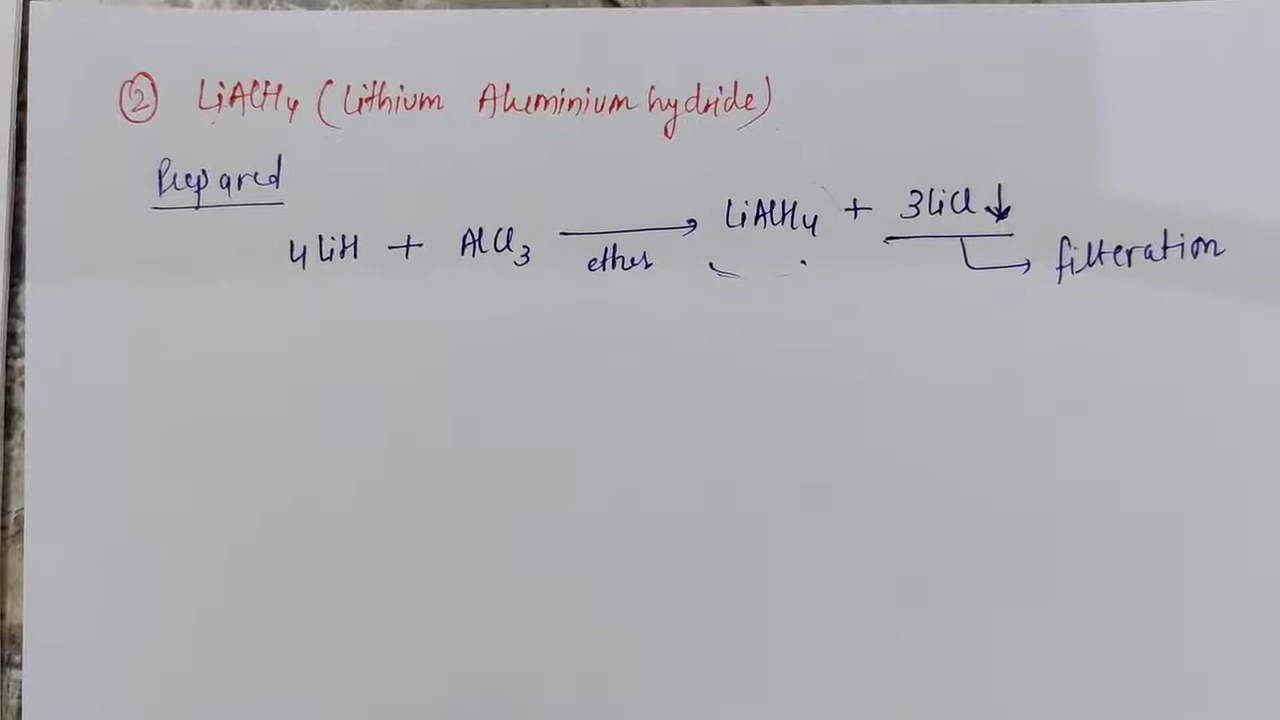 ② LiAlH4 (Lithium Aluminium hydride)
Prepared
4LiH + AlCl3 → LiAlH4 + 3LiCl ↓
ether
filteration